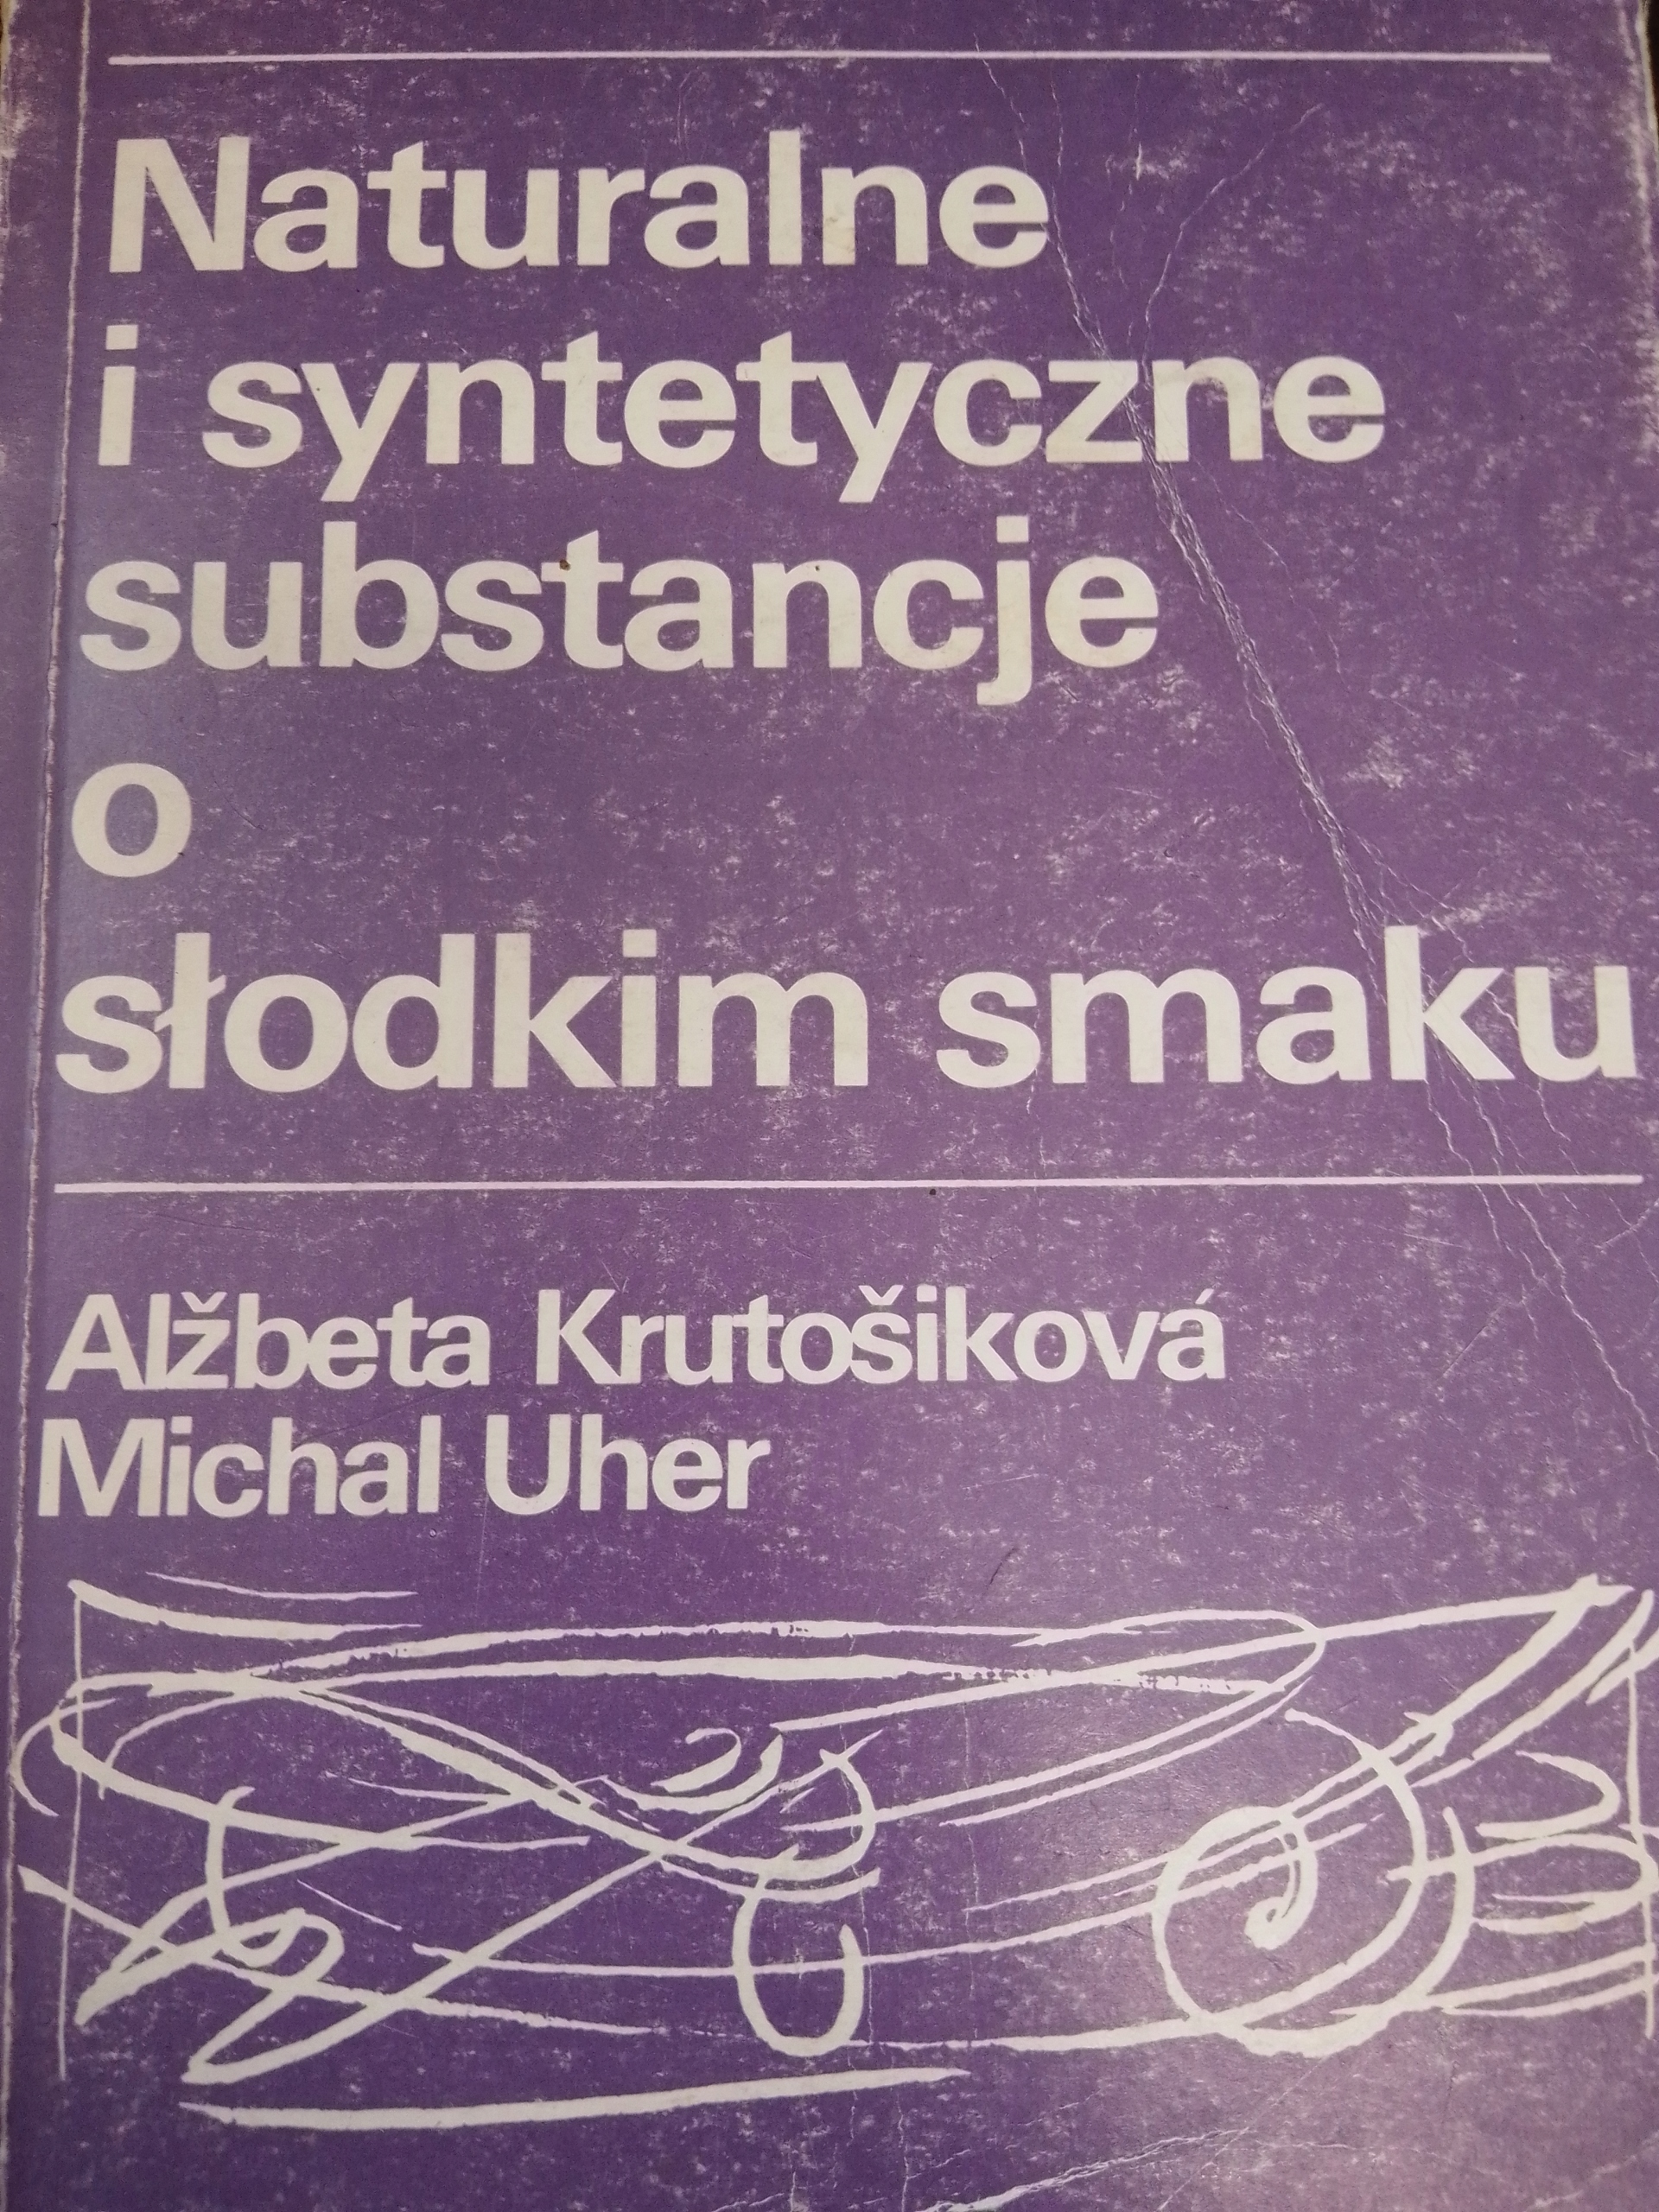 Naturalne
i syntetyczne
substancje
o
słodkim smaku
Alžbeta Krutošiková
Michal Uher